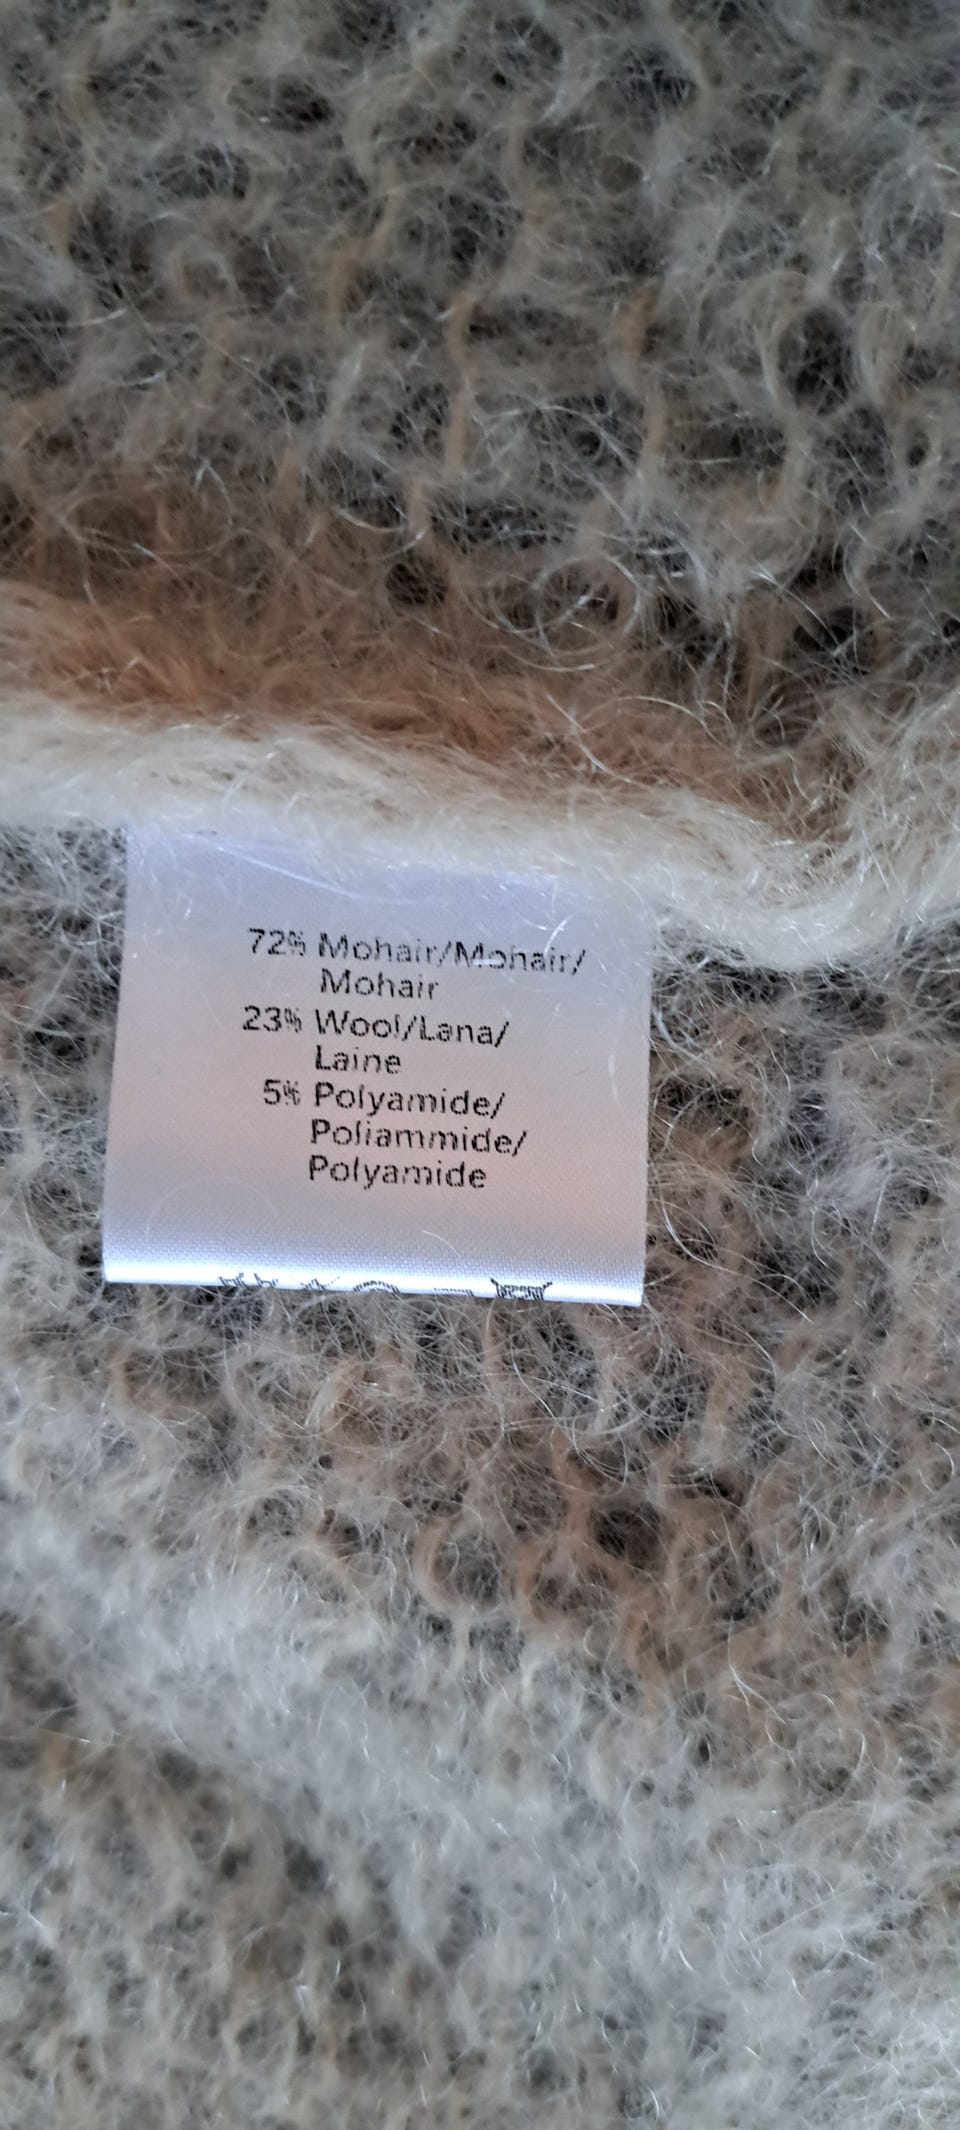 72% Mohair/Mohair/
Mohair
23% Wool/Lana/
Laine
5% Polyamide/
Poliammide/
Polyamide